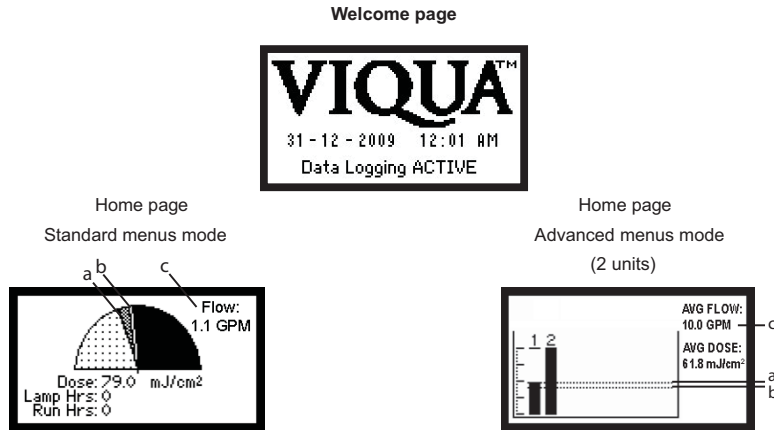 Welcome page
VIQUA™
31-12-2009 12:01 AM
Data Logging ACTIVE
Home page
Standard menus mode
a b c
Flow:
1.1 GPM
Dose: 79.0 mJ/cm²
Lamp Hrs: 0
Run Hrs: 0
Home page
Advanced menus mode
(2 units)
AVG FLOW:
10.0 GPM c
AVG DOSE:
61.8 mJ/cm²
1 2
a
b